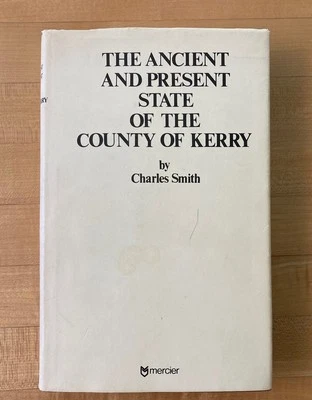 THE ANCIENT
AND PRESENT
STATE
OF THE
COUNTY OF KERRY
by
Charles Smith
mercier